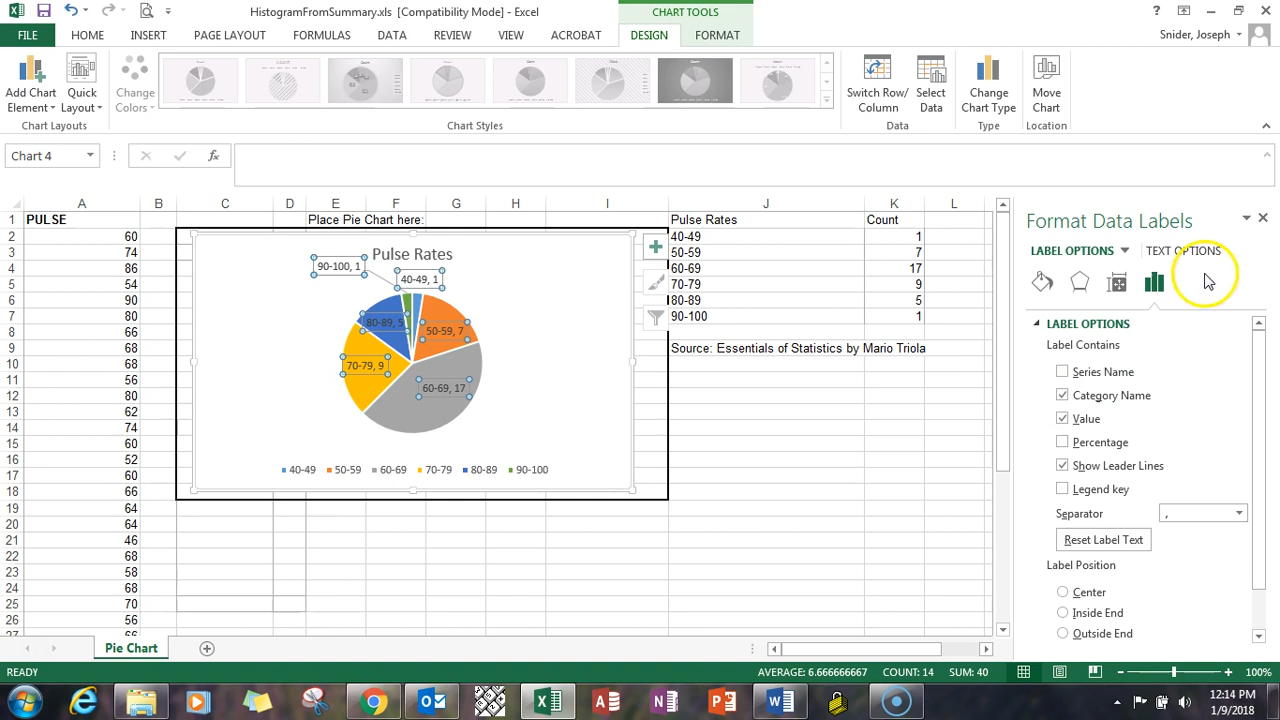 HistogramFromSummary.xls [Compatibility Mode] - Excel
CHART TOOLS
FILE HOME INSERT PAGE LAYOUT FORMULAS DATA REVIEW VIEW ACROBAT DESIGN FORMAT
Snider, Joseph
Add Chart Element
Quick Layout
Change Colors
Switch Row/ Column
Select Data
Change Chart Type
Move Chart
Chart Layouts
Chart Styles
Data
Type
Location
Chart 4
fx
A B C D E F G H I J K L
1 PULSE Place Pie Chart here: Pulse Rates Count
2 60 40-49 1
3 74 50-59 7
4 86 60-69 17
5 54 70-79 9
6 90 80-89 5
7 80 90-100 1
8 68
9 68 Source: Essentials of Statistics by Mario Triola
10 68
11 56
12 80
13 62
14 74
15 60
16 52
17 60
18 66
19 64
20 64
21 46
22 68
23 58
24 68
25 70
26 56
27 66
Pulse Rates
90-100, 1
40-49, 1
80-89, 5
50-59, 7
70-79, 9
60-69, 17
40-49 50-59 60-69 70-79 80-89 90-100
Format Data Labels
LABEL OPTIONS TEXT OPTIONS
LABEL OPTIONS
Label Contains
Series Name
Category Name
Value
Percentage
Show Leader Lines
Legend key
Separator ,
Reset Label Text
Label Position
Center
Inside End
Outside End
Pie Chart
READY AVERAGE: 6.666666667 COUNT: 14 SUM: 40 100%
12:14 PM
1/9/2018